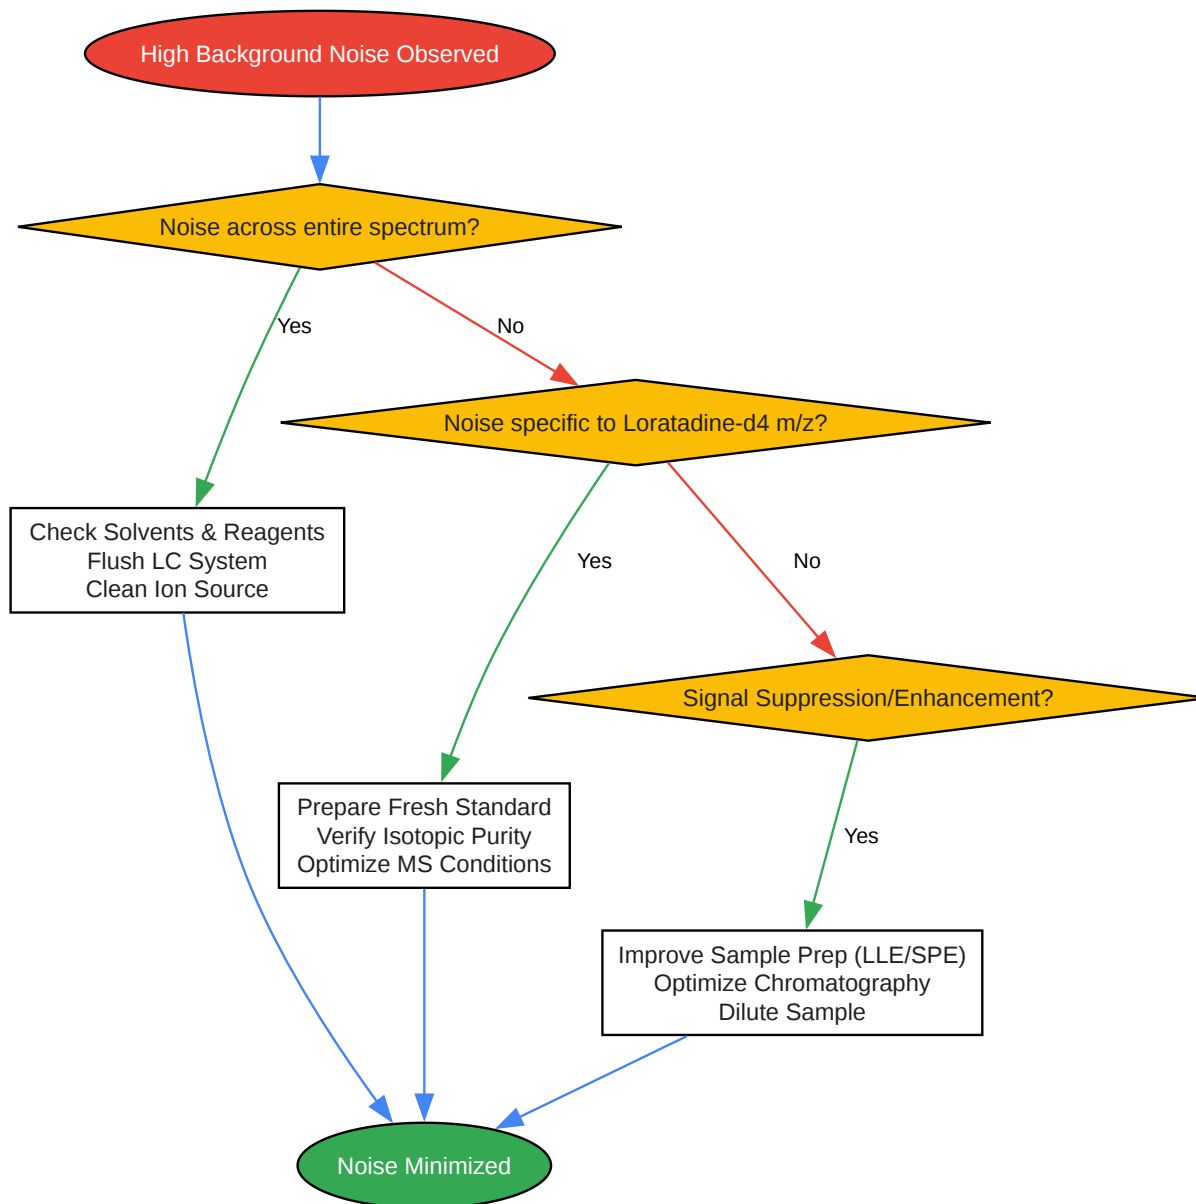 High Background Noise Observed
Noise across entire spectrum?
Yes
No
Noise specific to Loratadine-d4 m/z?
Check Solvents & Reagents
Flush LC System
Clean Ion Source
Yes
No
Signal Suppression/Enhancement?
Prepare Fresh Standard
Verify Isotopic Purity
Optimize MS Conditions
Yes
Improve Sample Prep (LLE/SPE)
Optimize Chromatography
Dilute Sample
Noise Minimized